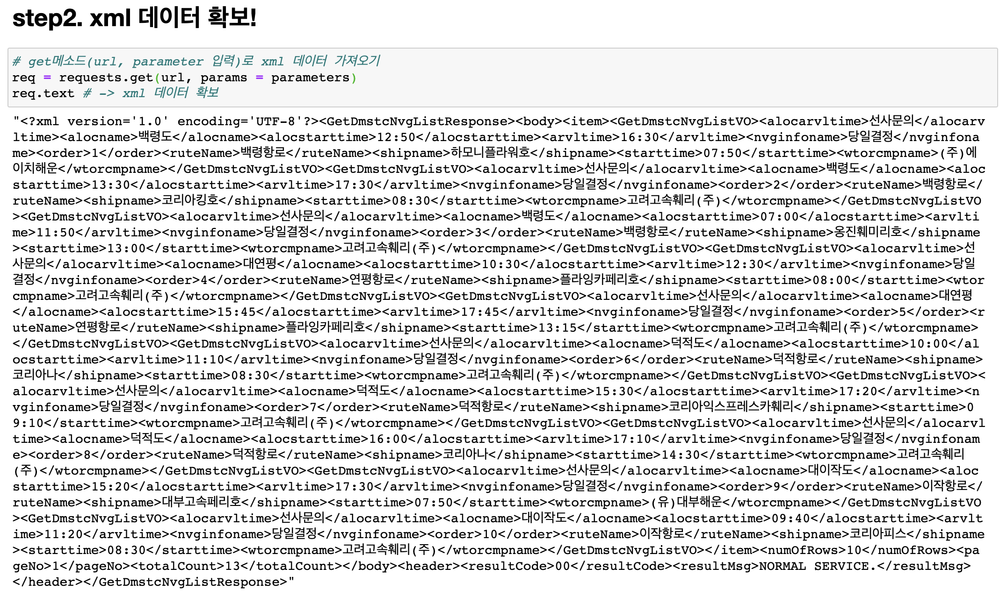 step2. xml 데이터 확보!
# get메소드(url, parameter 입력)로 xml 데이터 가져오기
req = requests.get(url, params = parameters)
req.text # -> xml 데이터 확보
"<?xml version='1.0' encoding='UTF-8'?><GetDmstcNvgListResponse><body><item><GetDmstcNvgListVO><alocarvltime>선사문의</alocarv
ltime><alocname>백령도</alocname><alocstarttime>12:50</alocstarttime><arvltime>16:30</arvltime><nvginfoname>당일결정</nvginfona
me><order>1</order><ruteName>백령항로</ruteName><shipname>하모니플라워호</shipname><starttime>07:50</starttime><wtorcmpname>(주)에
이치해운</wtorcmpname></GetDmstcNvgListVO><GetDmstcNvgListVO><alocarvltime>선사문의</alocarvltime><alocname>백령도</alocname><aloc
starttime>13:30</alocstarttime><arvltime>17:30</arvltime><nvginfoname>당일결정</nvginfoname><order>2</order><ruteName>백령항로</
ruteName><shipname>코리아킹호</shipname><starttime>08:30</starttime><wtorcmpname>고려고속훼리(주)</wtorcmpname></GetDmstcNvgListVO
><GetDmstcNvgListVO><alocarvltime>선사문의</alocarvltime><alocname>백령도</alocname><alocstarttime>07:00</alocstarttime><arvlti
me>11:50</arvltime><nvginfoname>당일결정</nvginfoname><order>3</order><ruteName>백령항로</ruteName><shipname>옹진훼미리호</shipname
><starttime>13:00</starttime><wtorcmpname>고려고속훼리(주)</wtorcmpname></GetDmstcNvgListVO><GetDmstcNvgListVO><alocarvltime>선
사문의</alocarvltime><alocname>대연평</alocname><alocstarttime>10:30</alocstarttime><arvltime>12:30</arvltime><nvginfoname>당일
결정</nvginfoname><order>4</order><ruteName>연평항로</ruteName><shipname>플라잉카페리호</shipname><starttime>08:00</starttime><wtor
cmpname>고려고속훼리(주)</wtorcmpname></GetDmstcNvgListVO><GetDmstcNvgListVO><alocarvltime>선사문의</alocarvltime><alocname>대연평
</alocname><alocstarttime>15:45</alocstarttime><arvltime>17:45</arvltime><nvginfoname>당일결정</nvginfoname><order>5</order><r
uteName>연평항로</ruteName><shipname>플라잉카페리호</shipname><starttime>13:15</starttime><wtorcmpname>고려고속훼리(주)</wtorcmpname>
</GetDmstcNvgListVO><GetDmstcNvgListVO><alocarvltime>선사문의</alocarvltime><alocname>덕적도</alocname><alocstarttime>10:00</al
ocstarttime><arvltime>11:10</arvltime><nvginfoname>당일결정</nvginfoname><order>6</order><ruteName>덕적항로</ruteName><shipname>
코리아나</shipname><starttime>08:30</starttime><wtorcmpname>고려고속훼리(주)</wtorcmpname></GetDmstcNvgListVO><GetDmstcNvgListVO><
alocarvltime>선사문의</alocarvltime><alocname>덕적도</alocname><alocstarttime>15:30</alocstarttime><arvltime>17:20</arvltime><n
vginfoname>당일결정</nvginfoname><order>7</order><ruteName>덕적항로</ruteName><shipname>코리아익스프레스카훼리</shipname><starttime>0
9:10</starttime><wtorcmpname>고려고속훼리(주)</wtorcmpname></GetDmstcNvgListVO><GetDmstcNvgListVO><alocarvltime>선사문의</alocarvl
time><alocname>덕적도</alocname><alocstarttime>16:00</alocstarttime><arvltime>17:10</arvltime><nvginfoname>당일결정</nvginfonam
e><order>8</order><ruteName>덕적항로</ruteName><shipname>코리아나</shipname><starttime>14:30</starttime><wtorcmpname>고려고속훼리
(주)</wtorcmpname></GetDmstcNvgListVO><GetDmstcNvgListVO><alocarvltime>선사문의</alocarvltime><alocname>대이작도</alocname><aloc
starttime>15:20</alocstarttime><arvltime>17:30</arvltime><nvginfoname>당일결정</nvginfoname><order>9</order><ruteName>이작항로</
ruteName><shipname>대부고속페리호</shipname><starttime>07:50</starttime><wtorcmpname>(유)대부해운</wtorcmpname></GetDmstcNvgListVO
><GetDmstcNvgListVO><alocarvltime>선사문의</alocarvltime><alocname>대이작도</alocname><alocstarttime>09:40</alocstarttime><arvlt
ime>11:20</arvltime><nvginfoname>당일결정</nvginfoname><order>10</order><ruteName>이작항로</ruteName><shipname>코리아피스</shipname
><starttime>08:30</starttime><wtorcmpname>고려고속훼리(주)</wtorcmpname></GetDmstcNvgListVO></item><numOfRows>10</numOfRows><pa
geNo>1</pageNo><totalCount>13</totalCount></body><header><resultCode>00</resultCode><resultMsg>NORMAL SERVICE.</resultMsg>
</header></GetDmstcNvgListResponse>"